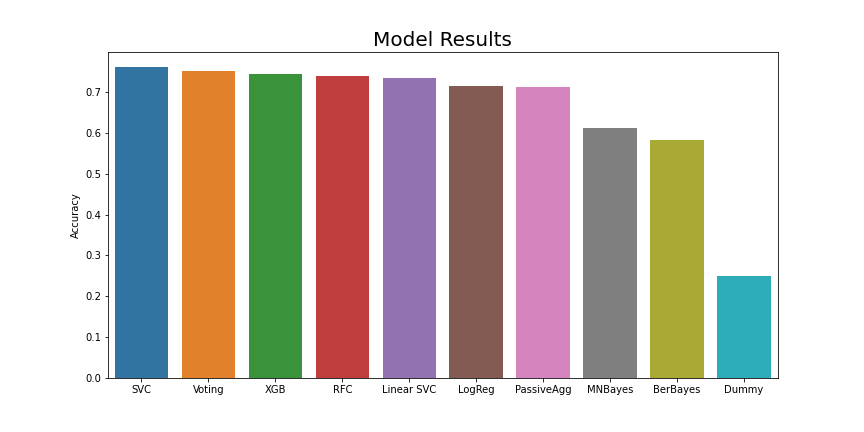 Model Results
Accuracy
0.7
0.6
0.5
0.4
0.3
0.2
0.1
0.0
SVC Voting XGB RFC Linear SVC LogReg PassiveAgg MNBayes BerBayes Dummy